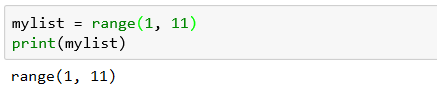 mylist = range(1, 11)
print(mylist)
range(1, 11)